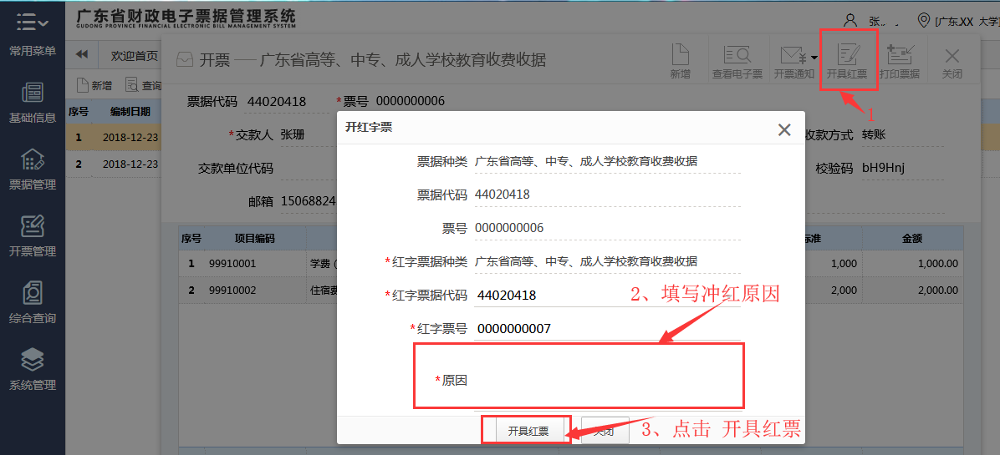 广东省财政电子票据管理系统
GUDONG PROVINCE FINANCIAL ELECTRONIC BILL MANAGEMENT SYSTEM
张
[广东XX 大学]
常用菜单
基础信息
票据管理
开票管理
综合查询
系统管理
欢迎首页
新增 查询
序号 编制日期
1 2018-12-23
2 2018-12-23
开票 —— 广东省高等、中专、成人学校教育收费收据
新增 查看电子票 开票通知 开具红票 打印票据 关闭
1
票据代码 44020418 *票号 0000000006
*交款人 张珊
收款方式 转账
交款单位代码
校验码 bH9Hnj
邮箱 15068824
序号 项目编码 标准 金额
1 99910001 学费 ( 1,000 1,000.00
2 99910002 住宿费 2,000 2,000.00
开红字票
票据种类 广东省高等、中专、成人学校教育收费收据
票据代码 44020418
票号 0000000006
*红字票据种类 广东省高等、中专、成人学校教育收费收据
*红字票据代码 44020418
2、填写冲红原因
*红字票号 0000000007
*原因
开具红票 关闭
3、点击 开具红票